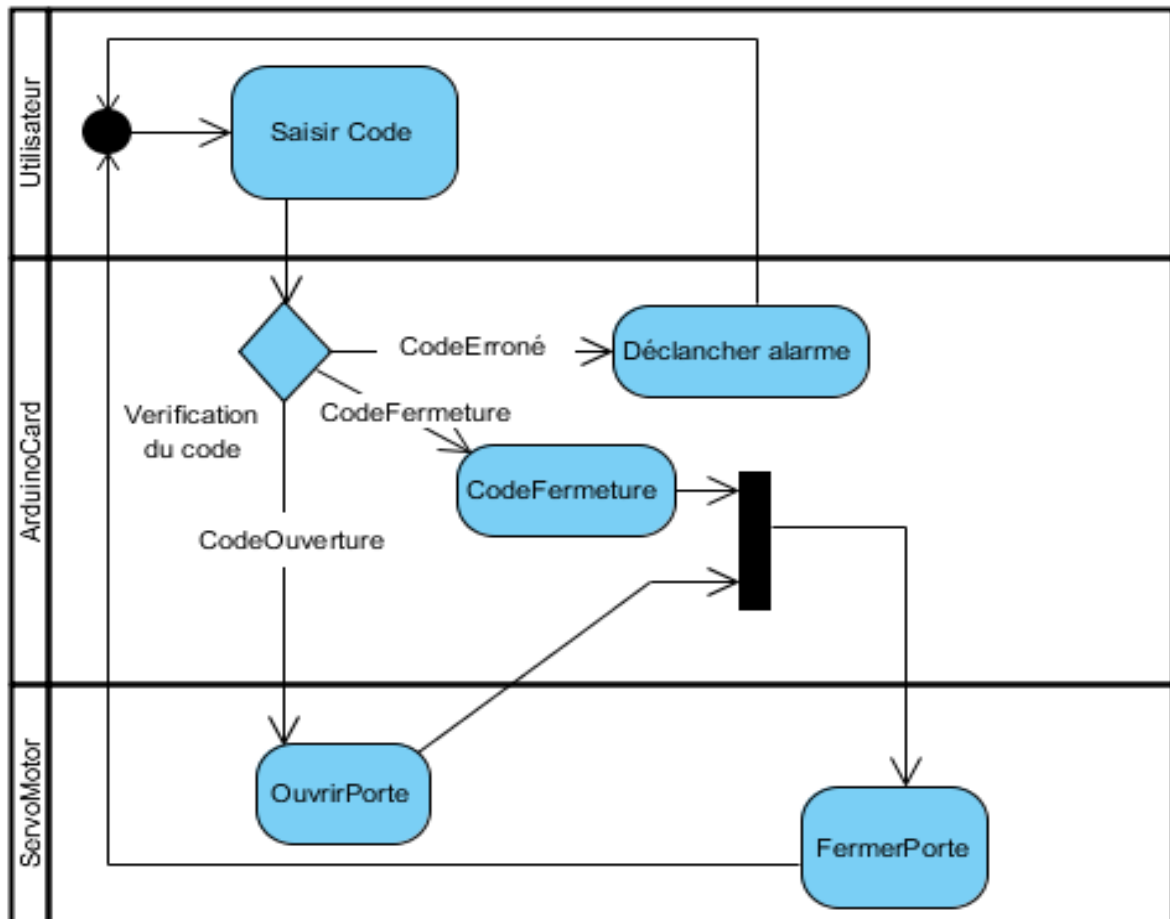 Utilisateur
Saisir Code
ArduinoCard
CodeErroné
Déclancher alarme
Verification
du code
CodeFermeture
CodeFermeture
CodeOuverture
ServoMotor
OuvrirPorte
FermerPorte